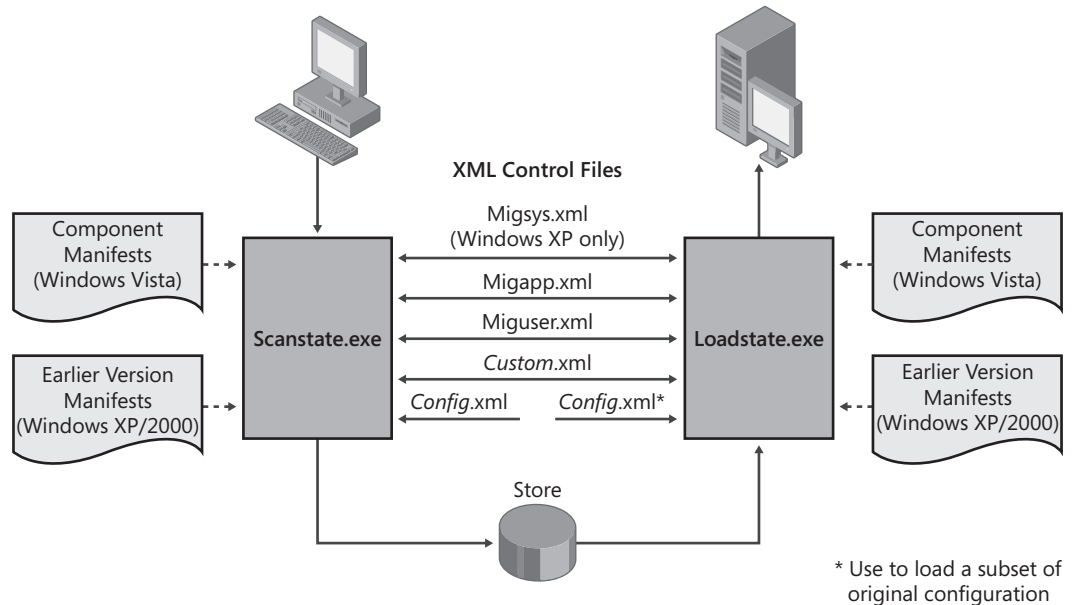 XML Control Files
Component
Manifests
(Windows Vista)
Earlier Version
Manifests
(Windows XP/2000)
Scanstate.exe
Migsys.xml
(Windows XP only)
Migapp.xml
Miguser.xml
Custom.xml
Config.xml
Config.xml*
Loadstate.exe
Component
Manifests
(Windows Vista)
Earlier Version
Manifests
(Windows XP/2000)
Store
* Use to load a subset of
original configuration